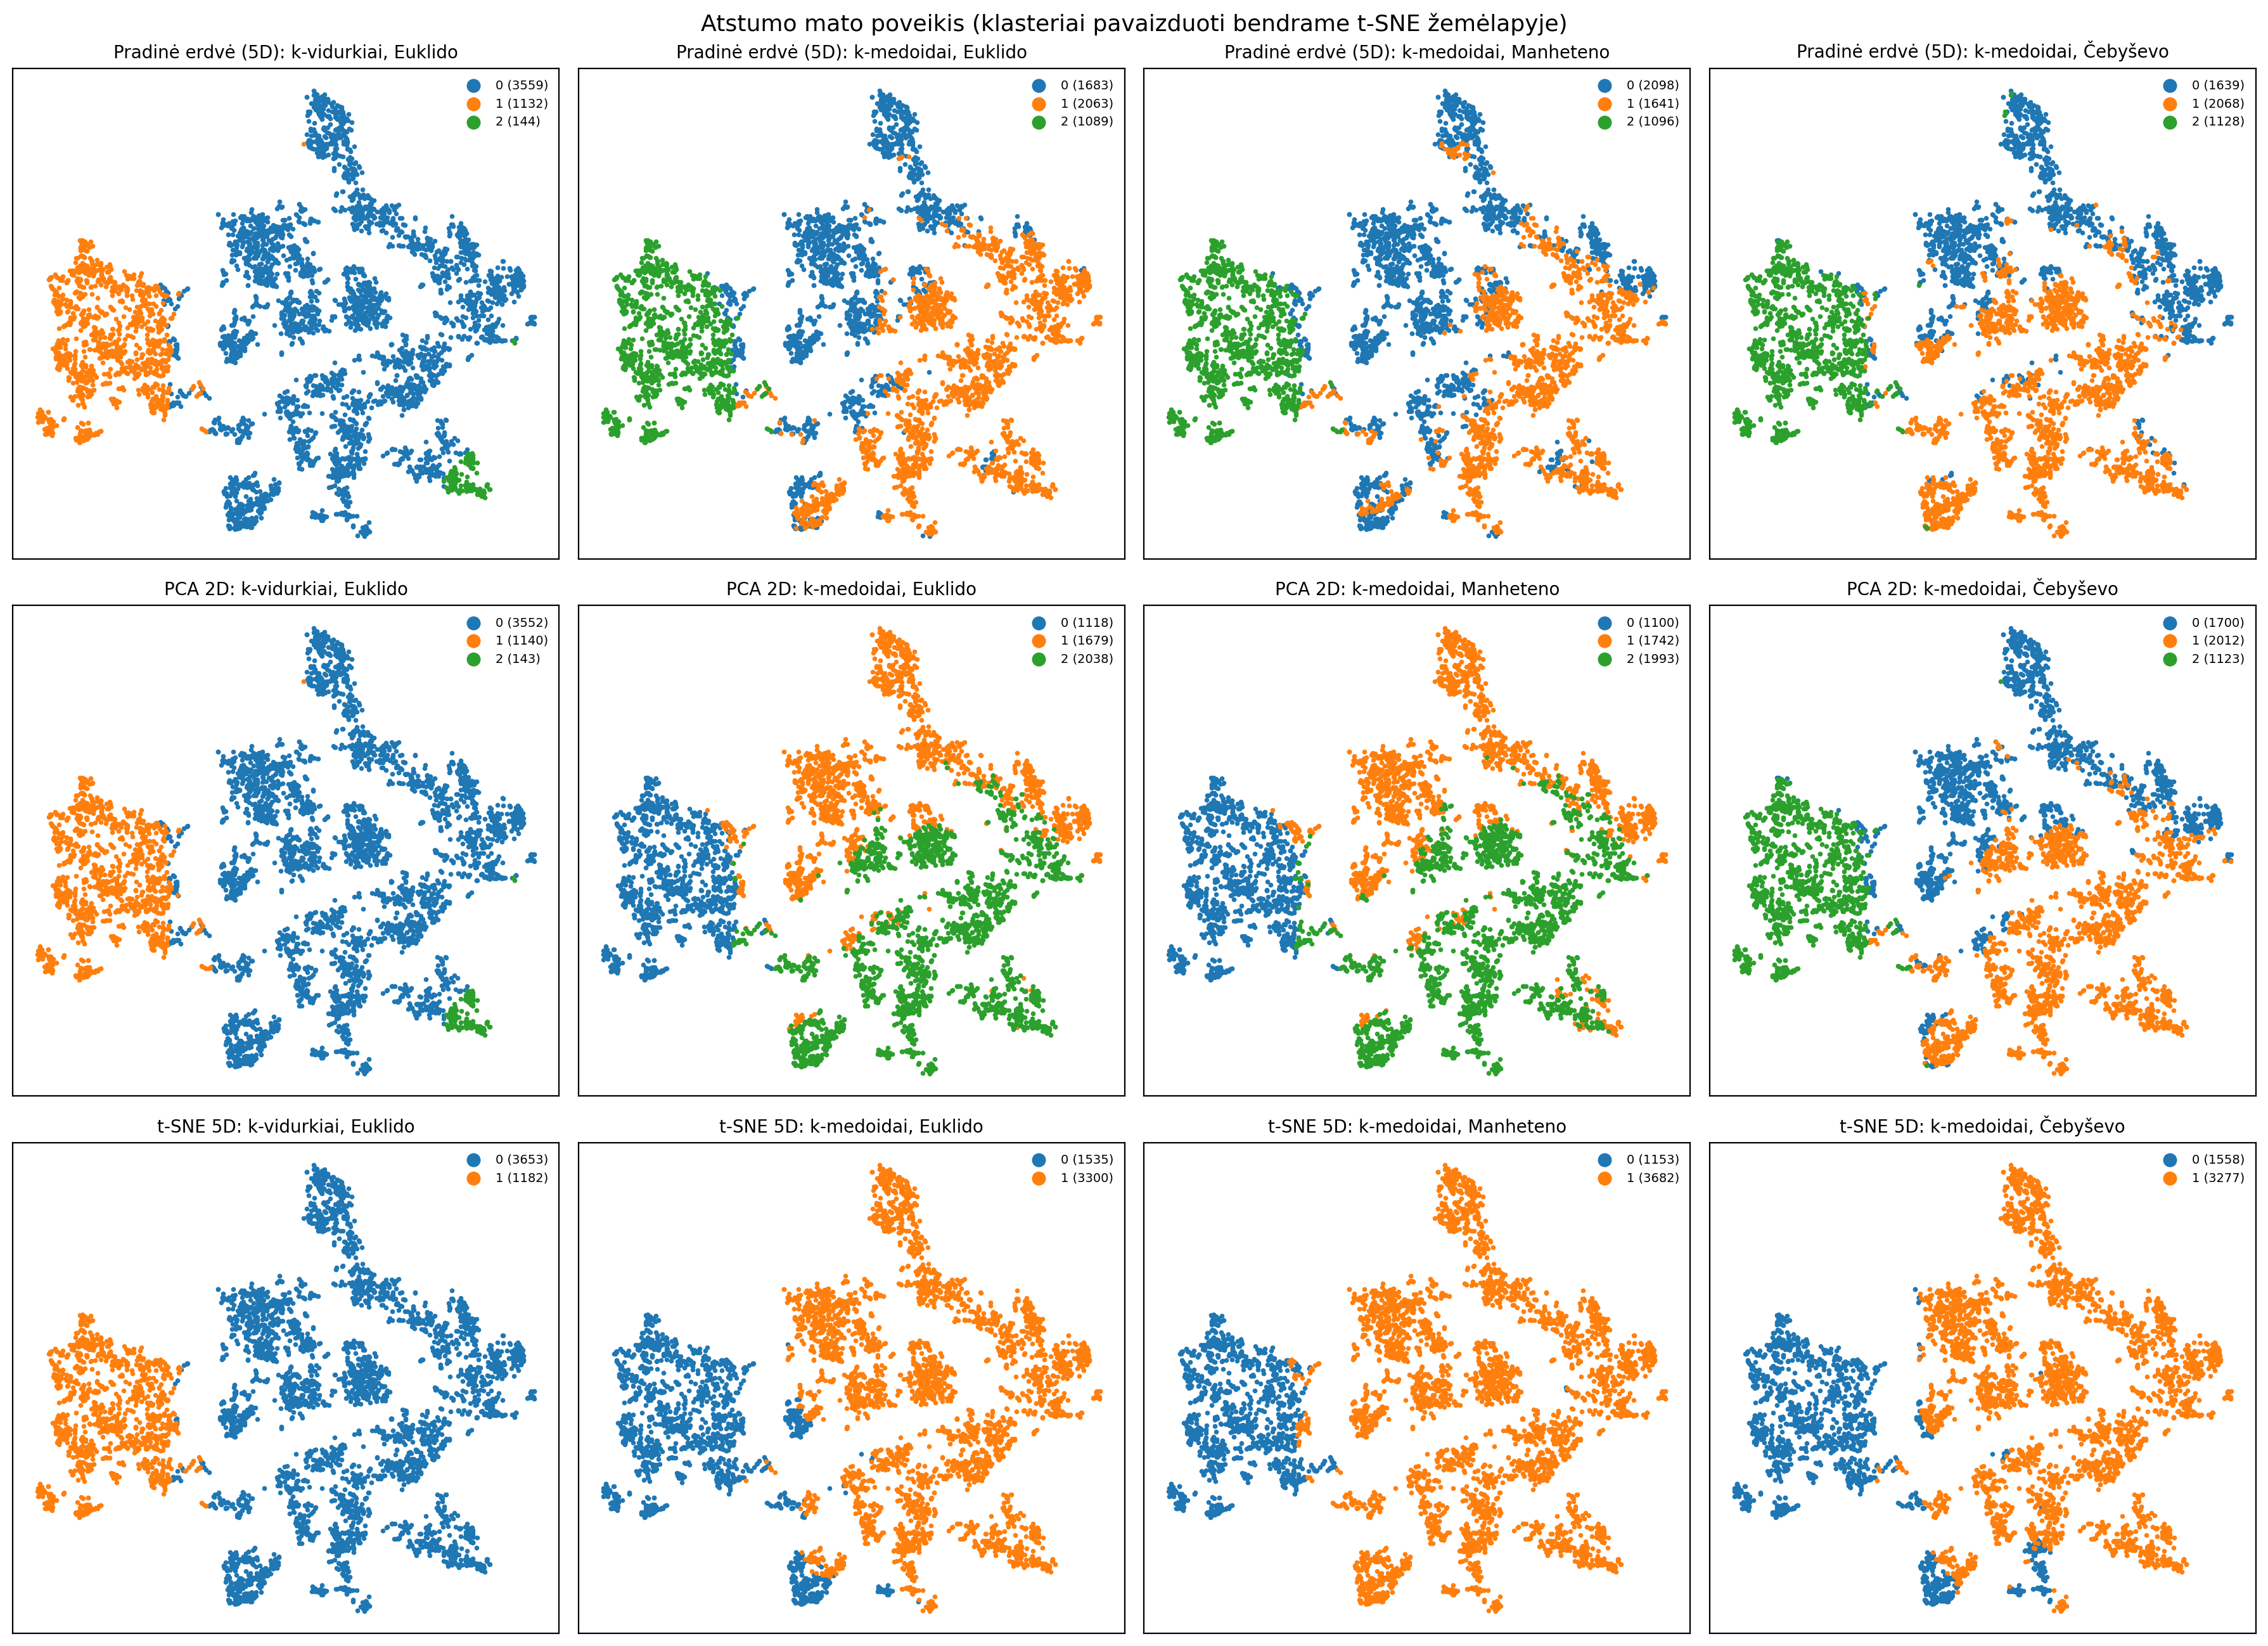 Atstumo mato poveikis (klasteriai pavaizduoti bendrame t-SNE žemėlapyje)
Pradinė erdvė (5D): k-vidurkiai, Euklido
0 (3559)
1 (1132)
2 (144)
Pradinė erdvė (5D): k-medoidai, Euklido
0 (1683)
1 (2063)
2 (1089)
Pradinė erdvė (5D): k-medoidai, Manheteno
0 (2098)
1 (1641)
2 (1096)
Pradinė erdvė (5D): k-medoidai, Čebyševo
0 (1639)
1 (2068)
2 (1128)
PCA 2D: k-vidurkiai, Euklido
0 (3552)
1 (1140)
2 (143)
PCA 2D: k-medoidai, Euklido
0 (1118)
1 (1679)
2 (2038)
PCA 2D: k-medoidai, Manheteno
0 (1100)
1 (1742)
2 (1993)
PCA 2D: k-medoidai, Čebyševo
0 (1700)
1 (2012)
2 (1123)
t-SNE 5D: k-vidurkiai, Euklido
0 (3653)
1 (1182)
t-SNE 5D: k-medoidai, Euklido
0 (1535)
1 (3300)
t-SNE 5D: k-medoidai, Manheteno
0 (1153)
1 (3682)
t-SNE 5D: k-medoidai, Čebyševo
0 (1558)
1 (3277)